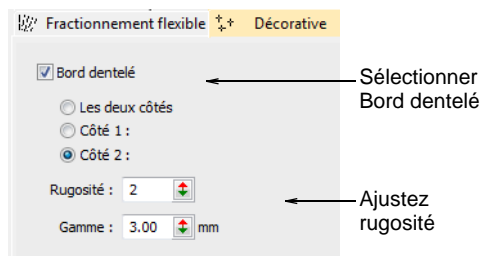 Fractionnement flexible Décorative
Bord dentelé
Sélectionner
Bord dentelé
Les deux côtés
Côté 1 :
Côté 2 :
Rugosité : 2
Ajustez
rugosité
Gamme : 3.00 mm